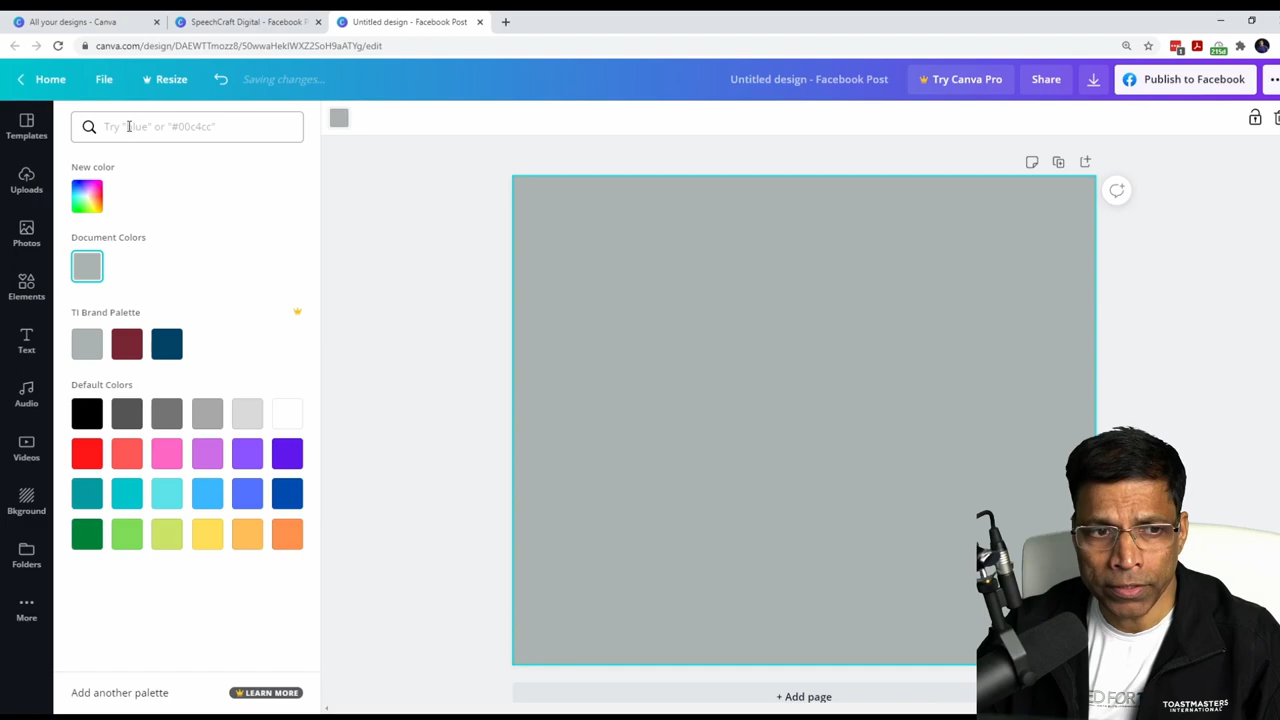 All your designs - Canva
SpeechCraft Digital - Facebook P
Untitled design - Facebook Post
canva.com/design/DAEWTTmozz8/50wwaHeklWXZ2SoH9aATYg/edit
215d
Home
File
Resize
Saving changes...
Untitled design - Facebook Post
Try Canva Pro
Share
Publish to Facebook
Templates
Uploads
Photos
Elements
Text
Audio
Videos
Bkground
Folders
More
Try "blue" or "#00c4cc"
New color
Document Colors
TI Brand Palette
Default Colors
Add another palette
LEARN MORE
+ Add page
TOASTMASTERS
INTERNATIONAL